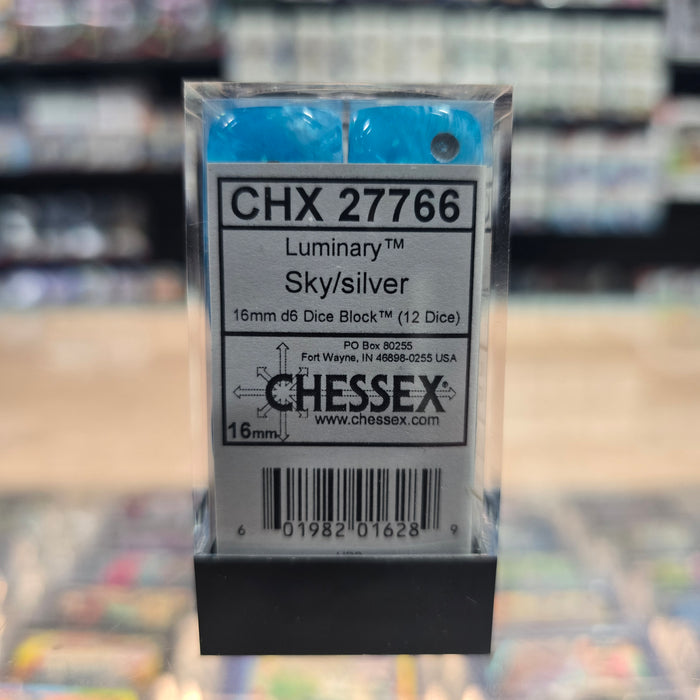 CHX 27766
Luminary™
Sky/silver
16mm d6 Dice Block™ (12 Dice)
PO Box 80255
Fort Wayne, IN 46898-0255 USA
CHESSEX®
www.chessex.com
16mm
6 01982 01628 9